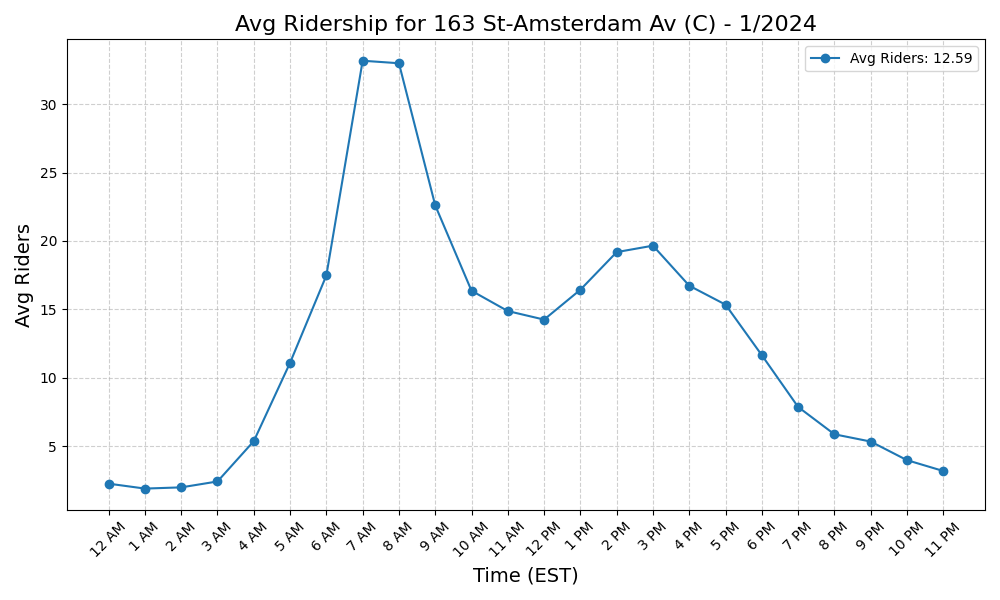 Avg Ridership for 163 St-Amsterdam Av (C) - 1/2024
Avg Riders: 12.59
Avg Riders
30
25
20
15
10
5
12 AM
1 AM
2 AM
3 AM
4 AM
5 AM
6 AM
7 AM
8 AM
9 AM
10 AM
11 AM
12 PM
1 PM
2 PM
3 PM
4 PM
5 PM
6 PM
7 PM
8 PM
9 PM
10 PM
11 PM
Time (EST)